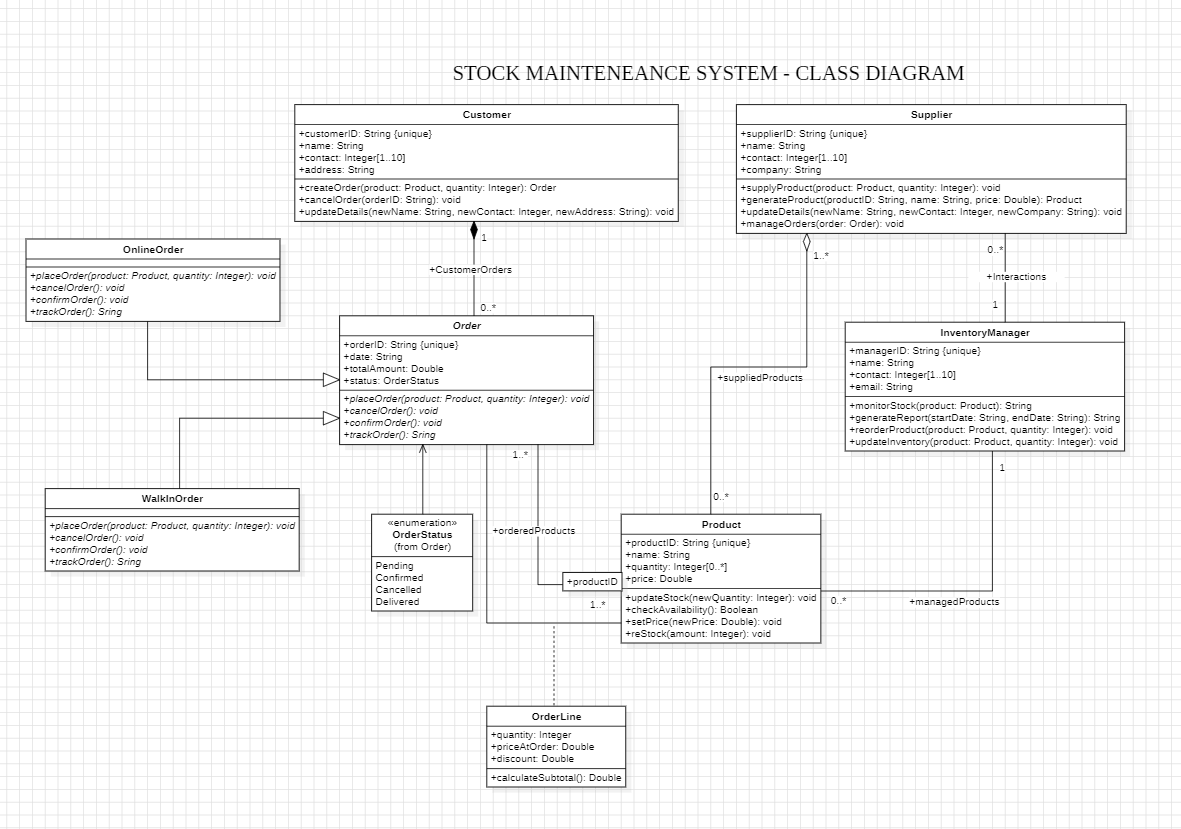 STOCK MAINTENEANCE SYSTEM - CLASS DIAGRAM
Customer
+customerID: String {unique}
+name: String
+contact: Integer[1..10]
+address: String
+createOrder(product: Product, quantity: Integer): Order
+cancelOrder(orderID: String): void
+updateDetails(newName: String, newContact: Integer, newAddress: String): void
Supplier
+supplierID: String {unique}
+name: String
+contact: Integer[1..10]
+company: String
+supplyProduct(product: Product, quantity: Integer): void
+generateProduct(productID: String, name: String, price: Double): Product
+updateDetails(newName: String, newContact: Integer, newCompany: String): void
+manageOrders(order: Order): void
1
+CustomerOrders
0..*
1..*
+suppliedProducts
0..*
0..*
+Interactions
1
OnlineOrder
+placeOrder(product: Product, quantity: Integer): void
+cancelOrder(): void
+confirmOrder(): void
+trackOrder(): Sring
Order
+orderID: String {unique}
+date: String
+totalAmount: Double
+status: OrderStatus
+placeOrder(product: Product, quantity: Integer): void
+cancelOrder(): void
+confirmOrder(): void
+trackOrder(): Sring
InventoryManager
+managerID: String {unique}
+name: String
+contact: Integer[1..10]
+email: String
+monitorStock(product: Product): String
+generateReport(startDate: String, endDate: String): String
+reorderProduct(product: Product, quantity: Integer): void
+updateInventory(product: Product, quantity: Integer): void
1
0..*
+managedProducts
WalkInOrder
+placeOrder(product: Product, quantity: Integer): void
+cancelOrder(): void
+confirmOrder(): void
+trackOrder(): Sring
«enumeration»
OrderStatus
(from Order)
Pending
Confirmed
Cancelled
Delivered
1..*
+orderedProducts
+productID
1..*
Product
+productID: String {unique}
+name: String
+quantity: Integer[0..*]
+price: Double
+updateStock(newQuantity: Integer): void
+checkAvailability(): Boolean
+setPrice(newPrice: Double): void
+reStock(amount: Integer): void
OrderLine
+quantity: Integer
+priceAtOrder: Double
+discount: Double
+calculateSubtotal(): Double